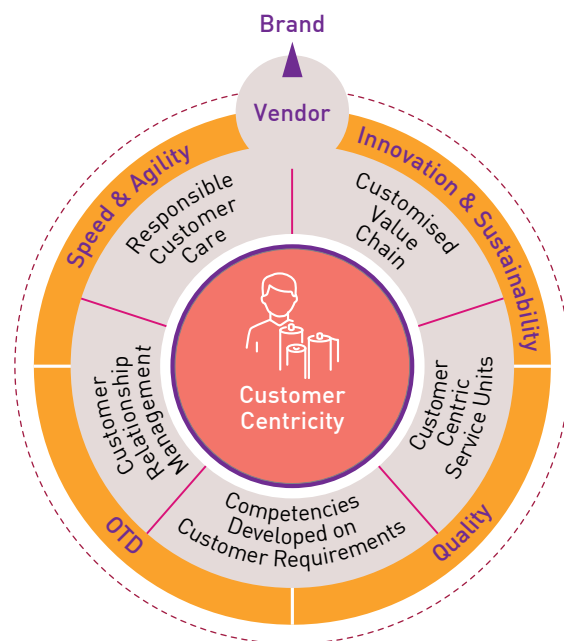 Brand
Vendor
Speed & Agility
Innovation & Sustainability
Responsible
Customer
Care
Customised
Value
Chain
Customer
Relationship
Management
Customer
Centricity
Customer
Centric
Service Units
Competencies
Developed on
Customer Requirements
OTD
Quality